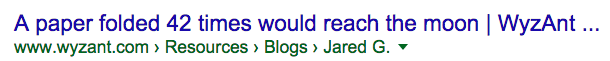 A paper folded 42 times would reach the moon | WyzAnt ...
www.wyzant.com › Resources › Blogs › Jared G.